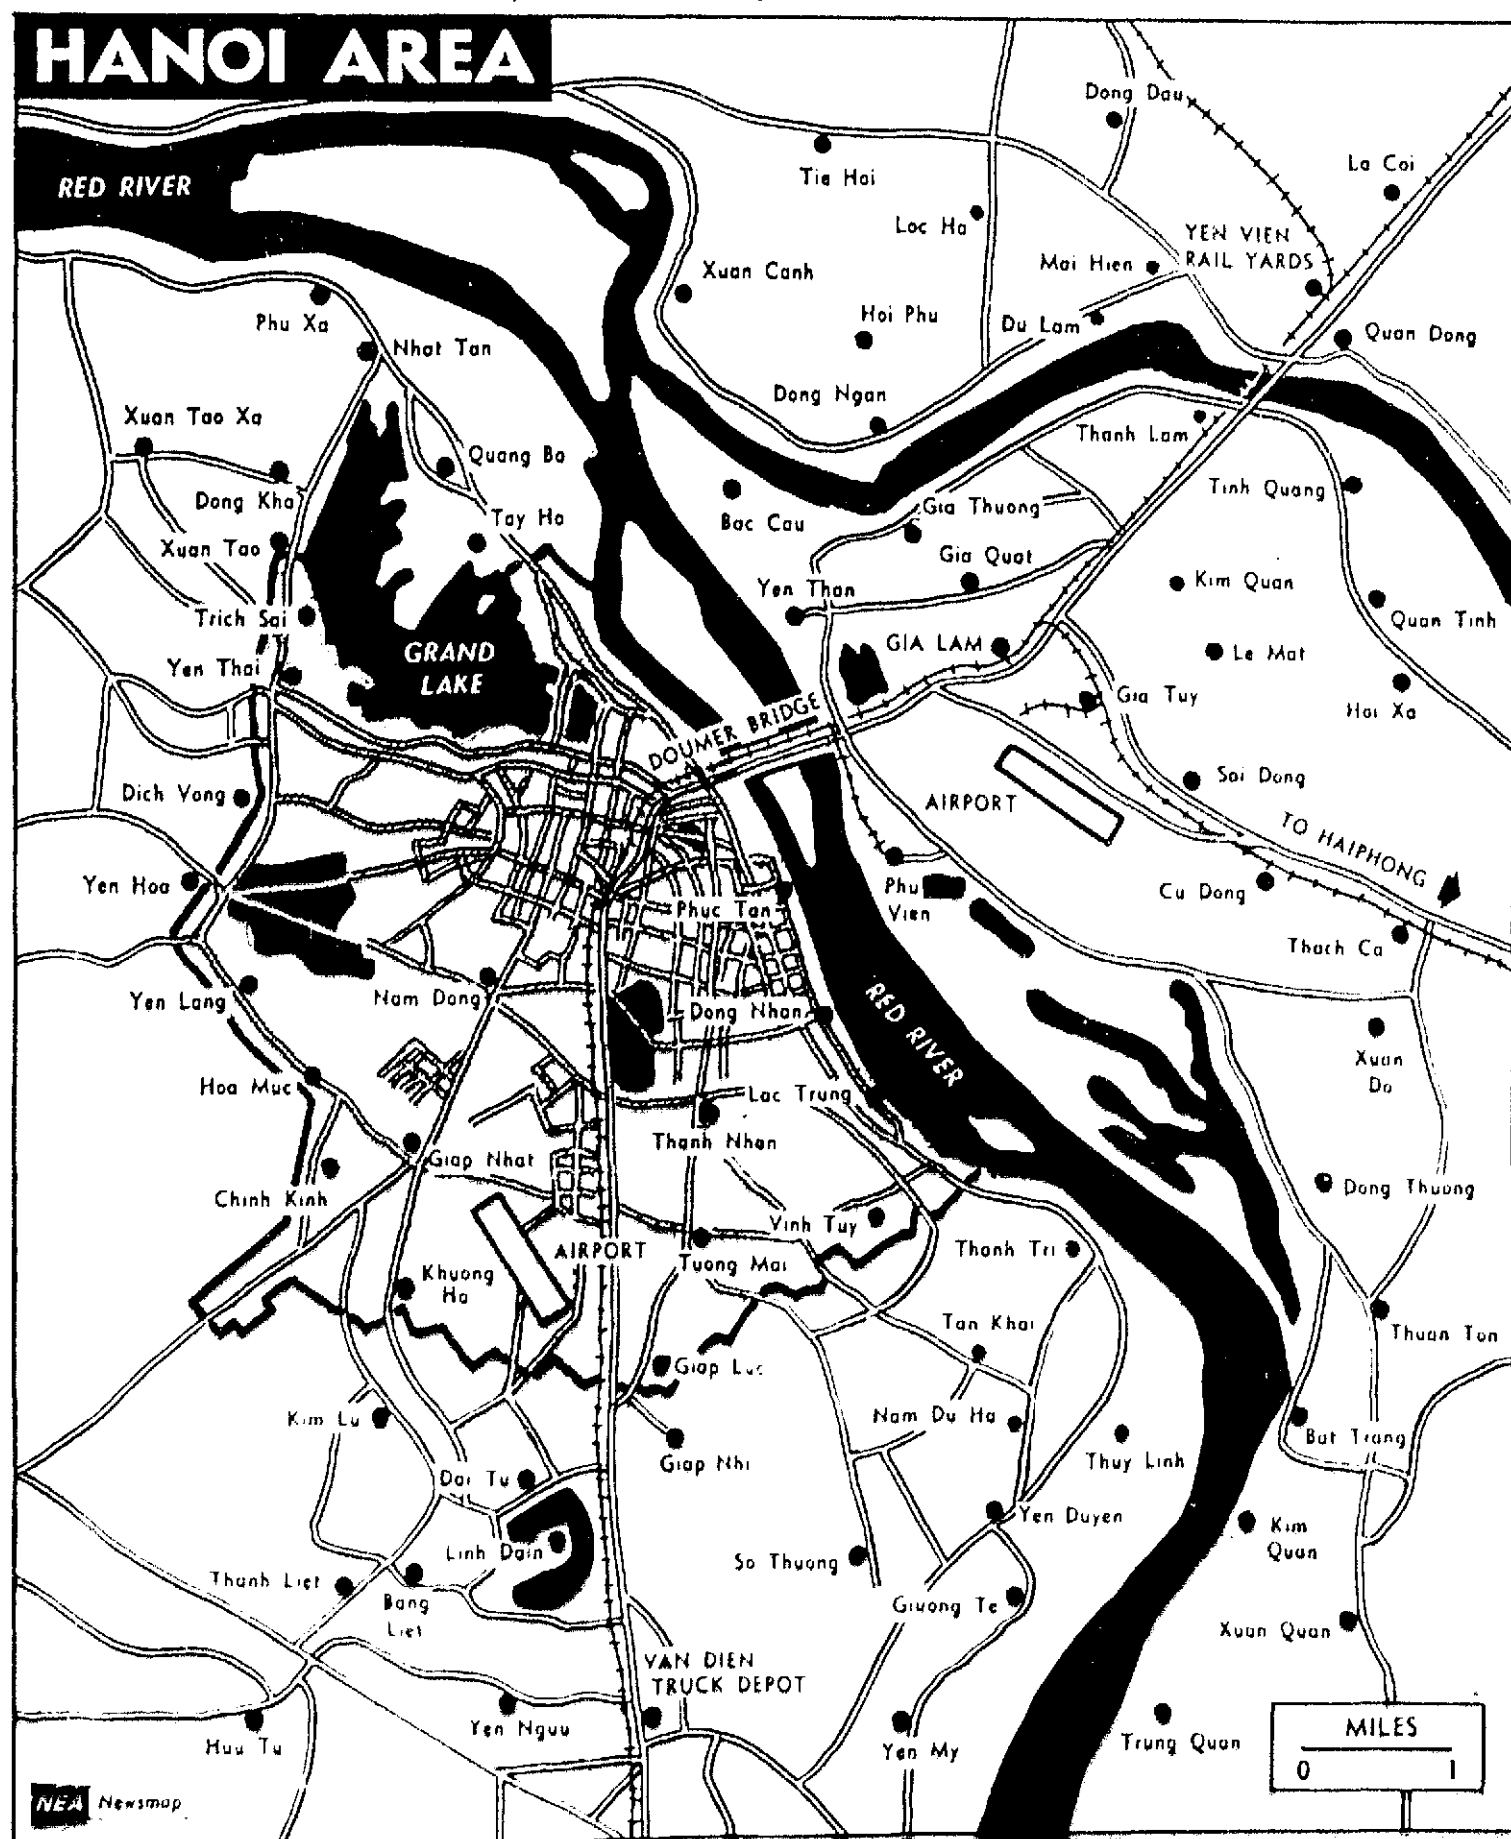 HANOI AREA
Dong Dau
RED RIVER
Tie Hoi
La Coi
Loc Ha
YEN VIEN
RAIL YARDS
Mai Hien
Xuan Canh
Phu Xa
Hoi Phu
Du Lam
Quan Dong
Nhat Tan
Dong Ngan
Xuan Tao Xa
Thanh Lam
Quang Ba
Dong Kha
Tinh Quang
Gia Thuong
Tay Ho
Bac Cau
Xuan Tao
Gia Quat
Yen Than
Kim Quan
Trich Sai
Quan Tinh
GIA LAM
GRAND
LAKE
Le Mat
Yen Thai
Gia Tuy
Hoi Xa
DOUMER BRIDGE
Sai Dong
Dich Vong
AIRPORT
TO HAIPHONG
Yen Hoa
Phu
Vien
Cu Dong
Phuc Tan
Thach Ca
Yen Lang
Nam Dong
Dong Nhan
RED RIVER
Xuan
Do
Hoa Muc
Lac Trung
Thanh Nhan
Giap Nhat
Chinh Kinh
Dong Thuong
Vinh Tuy
AIRPORT
Thanh Tri
Tuong Mai
Khuong
Ha
Tan Khai
Thuan Ton
Giap Luc
Kim Lu
Nam Du Ha
Bat Trang
Giap Nhi
Thuy Linh
Dai Tu
Yen Duyen
Kim
Quan
Linh Dain
So Thuong
Thanh Liet
Bang
Liet
Giuong Te
Xuan Quan
VAN DIEN
TRUCK DEPOT
Yen Nguu
Huu Tu
Yen My
Trung Quan
MILES
0 1
NEA Newsmap